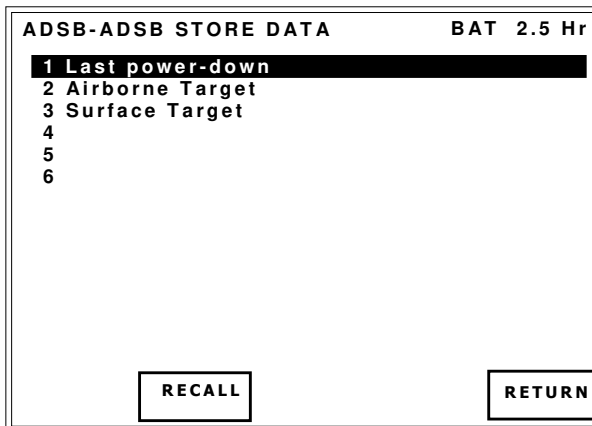 ADSB-ADSB STORE DATA BAT 2.5 Hr
1 Last power-down
2 Airborne Target
3 Surface Target
4
5
6
RECALL RETURN